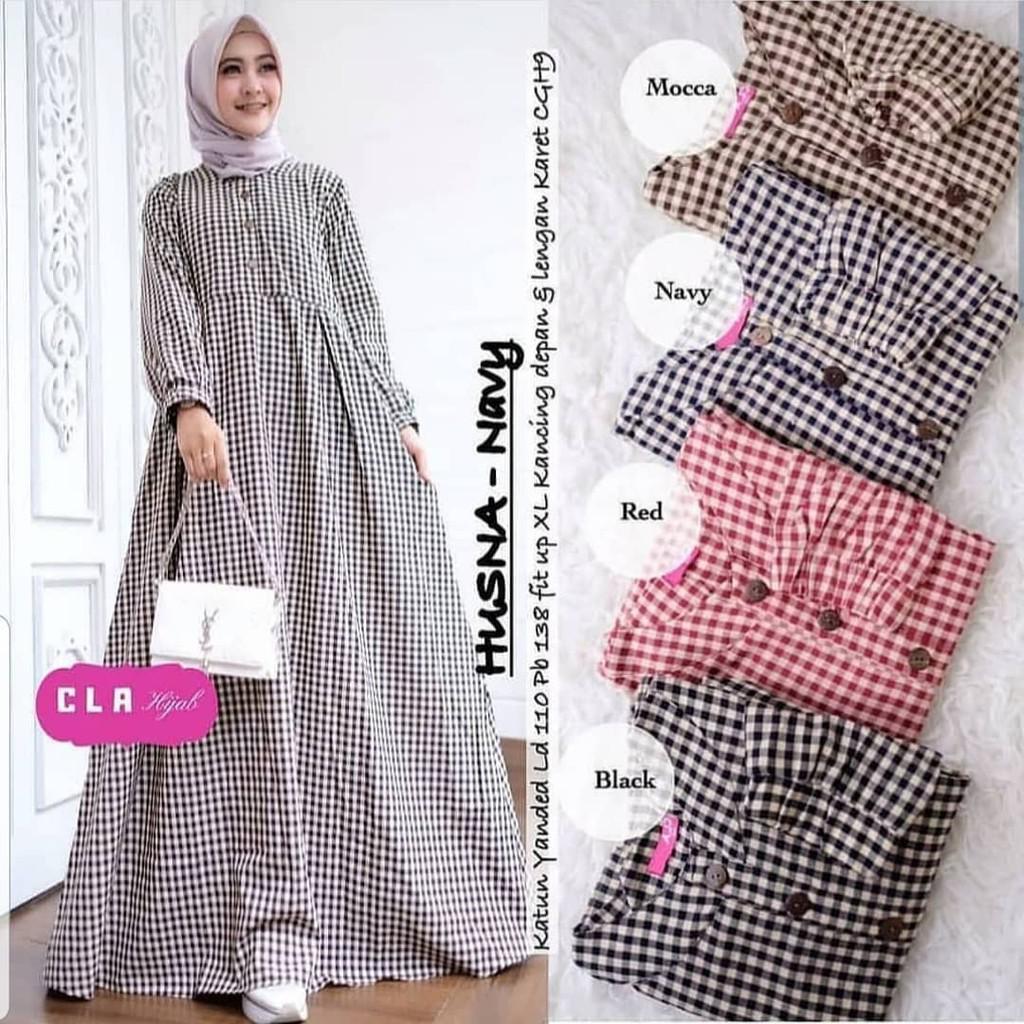 HUSNA - Navy
Katun Yanded Ld 110 Pb 138 fit up XL Kancing depan & Lengan Karet CGH9
CLA Hijab
YSL
Mocca
Navy
Red
Black